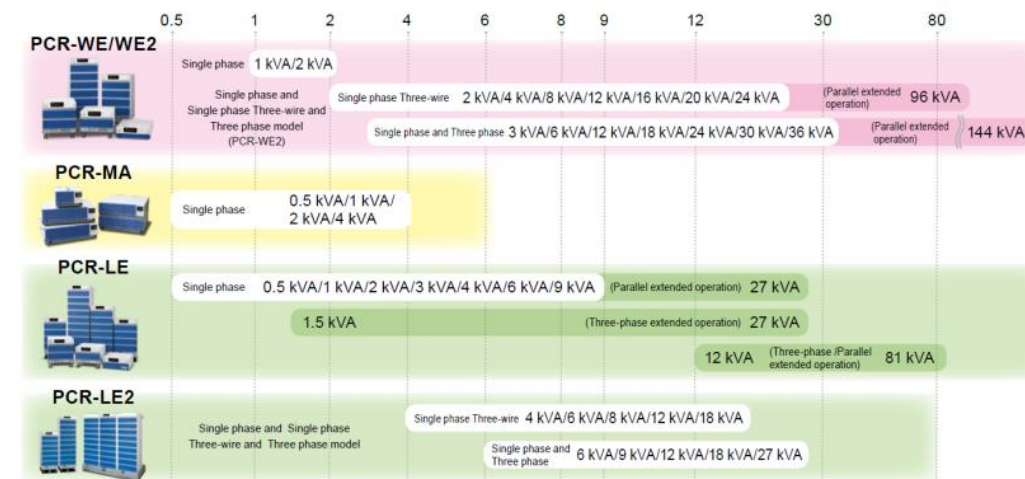 0.5 1 2 4 6 8 9 12 30 80
PCR-WE/WE2
Single phase 1 kVA/2 kVA
Single phase and
Single phase Three-wire and
Three phase model
(PCR-WE2)
Single phase Three-wire 2 kVA/4 kVA/8 kVA/12 kVA/16 kVA/20 kVA/24 kVA
(Parallel extended
operation) 96 kVA
Single phase and Three phase 3 kVA/6 kVA/12 kVA/18 kVA/24 kVA/30 kVA/36 kVA
(Parallel extended
operation) 144 kVA
PCR-MA
Single phase 0.5 kVA/1 kVA/
2 kVA/4 kVA
PCR-LE
Single phase 0.5 kVA/1 kVA/2 kVA/3 kVA/4 kVA/6 kVA/9 kVA (Parallel extended operation) 27 kVA
1.5 kVA (Three-phase extended operation) 27 kVA
12 kVA (Three-phase /Parallel
extended operation) 81 kVA
PCR-LE2
Single phase and Single phase
Three-wire and Three phase model
Single phase Three-wire 4 kVA/6 kVA/8 kVA/12 kVA/18 kVA
Single phase and
Three phase 6 kVA/9 kVA/12 kVA/18 kVA/27 kVA